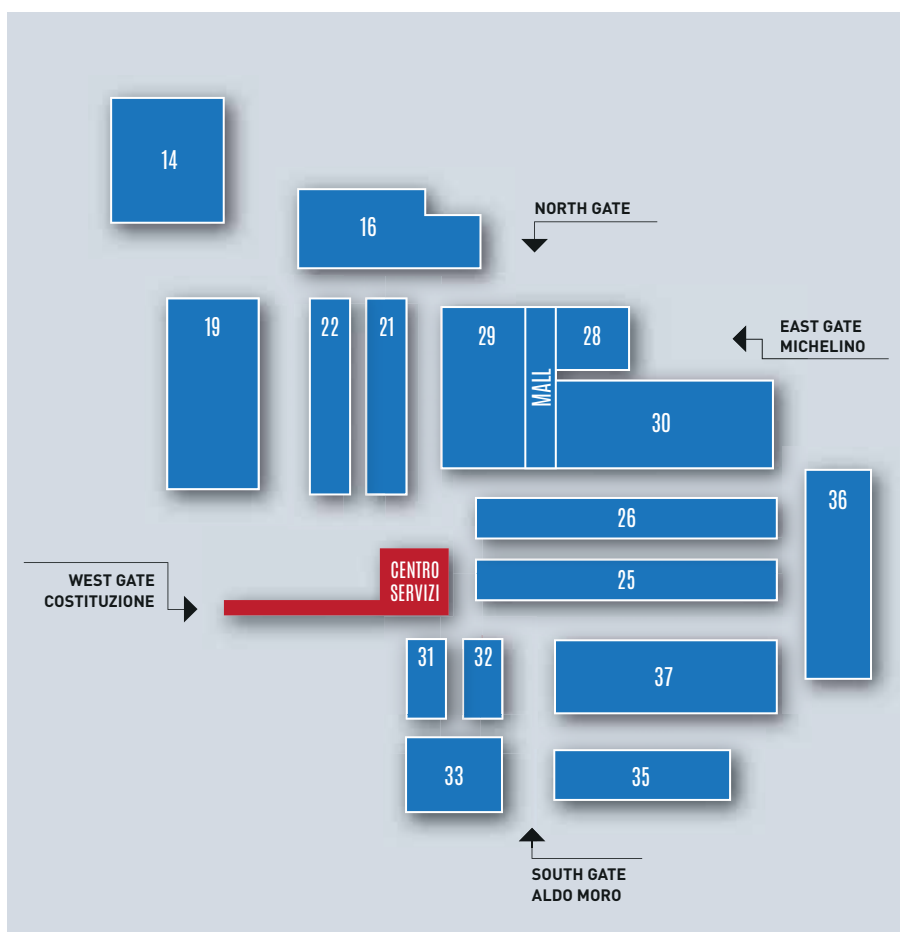 14
16
NORTH GATE
19
22
21
29
MALL
28
EAST GATE
MICHELINO
30
36
26
CENTRO
SERVIZI
25
WEST GATE
COSTITUZIONE
31
32
37
33
35
SOUTH GATE
ALDO MORO